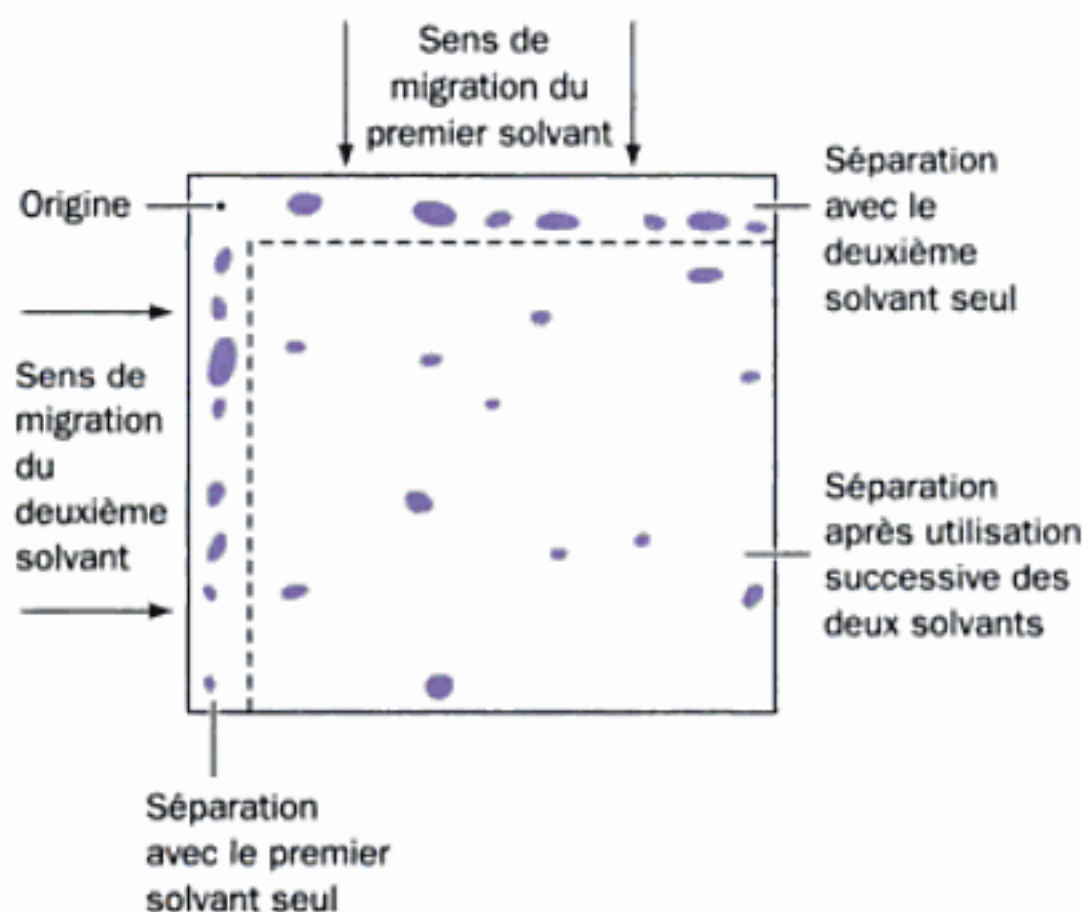 Sens de
migration du
premier solvant
Origine
Séparation
avec le
deuxième
solvant seul
Sens de
migration
du
deuxième
solvant
Séparation
après utilisation
successive des
deux solvants
Séparation
avec le premier
solvant seul